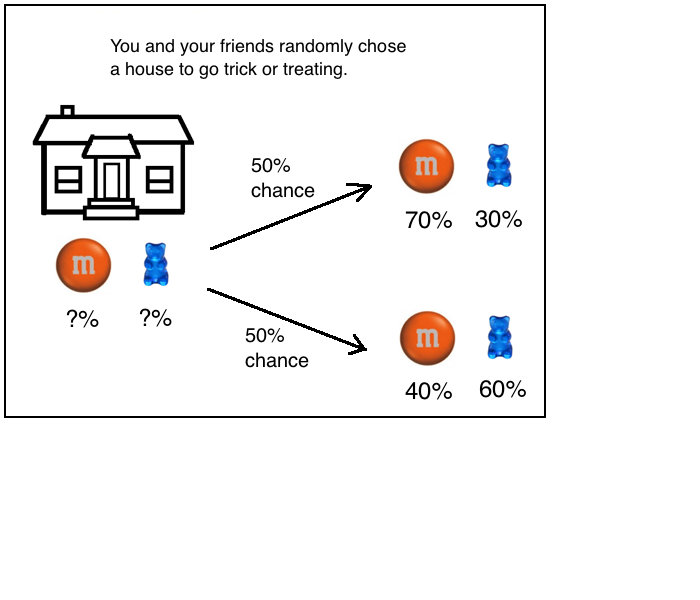 You and your friends randomly chose
a house to go trick or treating.
50%
chance
m
m
70% 30%
m
?% ?%
50%
chance
m
40% 60%